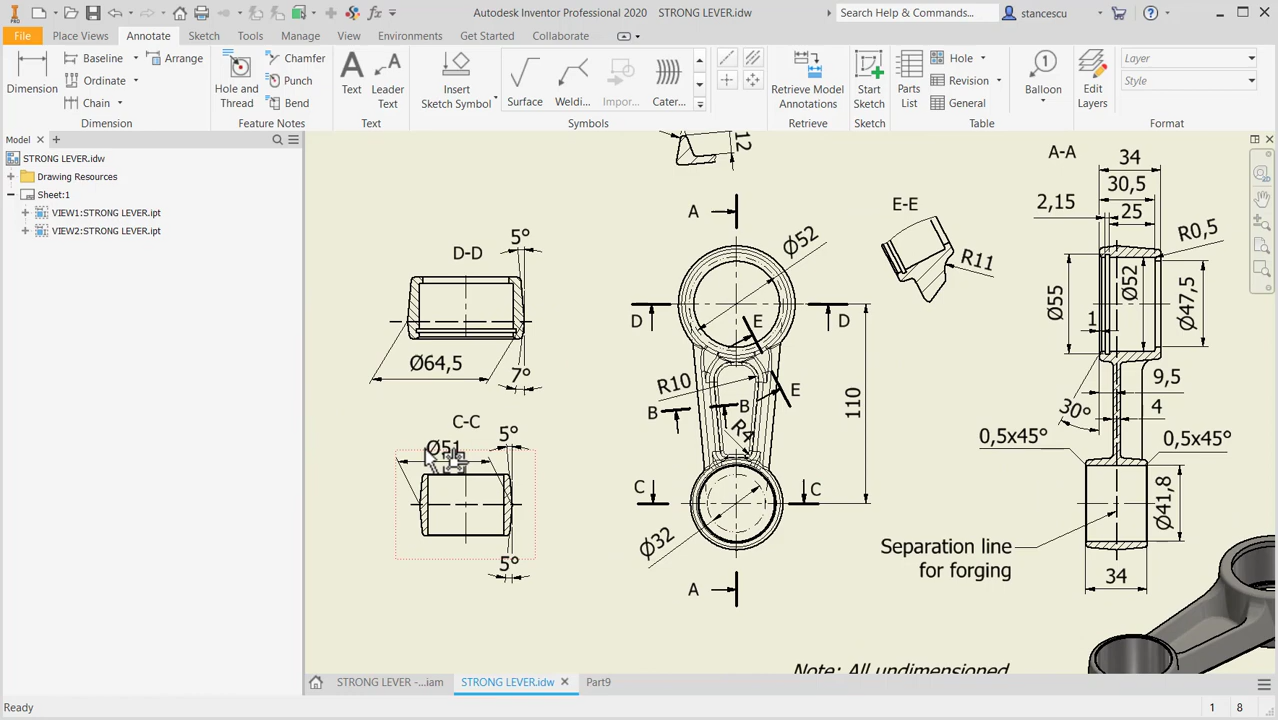 PRO
Autodesk Inventor Professional 2020 STRONG LEVER.idw
Search Help & Commands...
stancescu
File Place Views Annotate Sketch Tools Manage View Environments Get Started Collaborate
Dimension
Baseline
Ordinate
Chain
Arrange
Dimension
Hole and Thread
Chamfer
Punch
Bend
Feature Notes
Text
Leader Text
Text
Insert Sketch Symbol
Surface
Weldi...
Impor...
Cater...
Symbols
Retrieve Model Annotations
Retrieve
Start Sketch
Sketch
Parts List
Hole
Revision
General
Table
Balloon
Edit Layers
Layer
Style
Format
Model
STRONG LEVER.idw
Drawing Resources
Sheet:1
VIEW1:STRONG LEVER.ipt
VIEW2:STRONG LEVER.ipt
12
D-D
5°
Ø64,5
7°
C-C
Ø51
5°
5°
A
Ø52
D
D
E
E
R10
B
B
R4
110
C
C
Ø32
A
E-E
R11
A-A
34
30,5
2,15
25
R0,5
Ø55
Ø52
Ø47,5
1
9,5
30°
4
0,5x45°
0,5x45°
Ø41,8
Separation line
for forging
34
Note: All undimensioned
STRONG LEVER -...iam STRONG LEVER.idw Part9
Ready
1 8